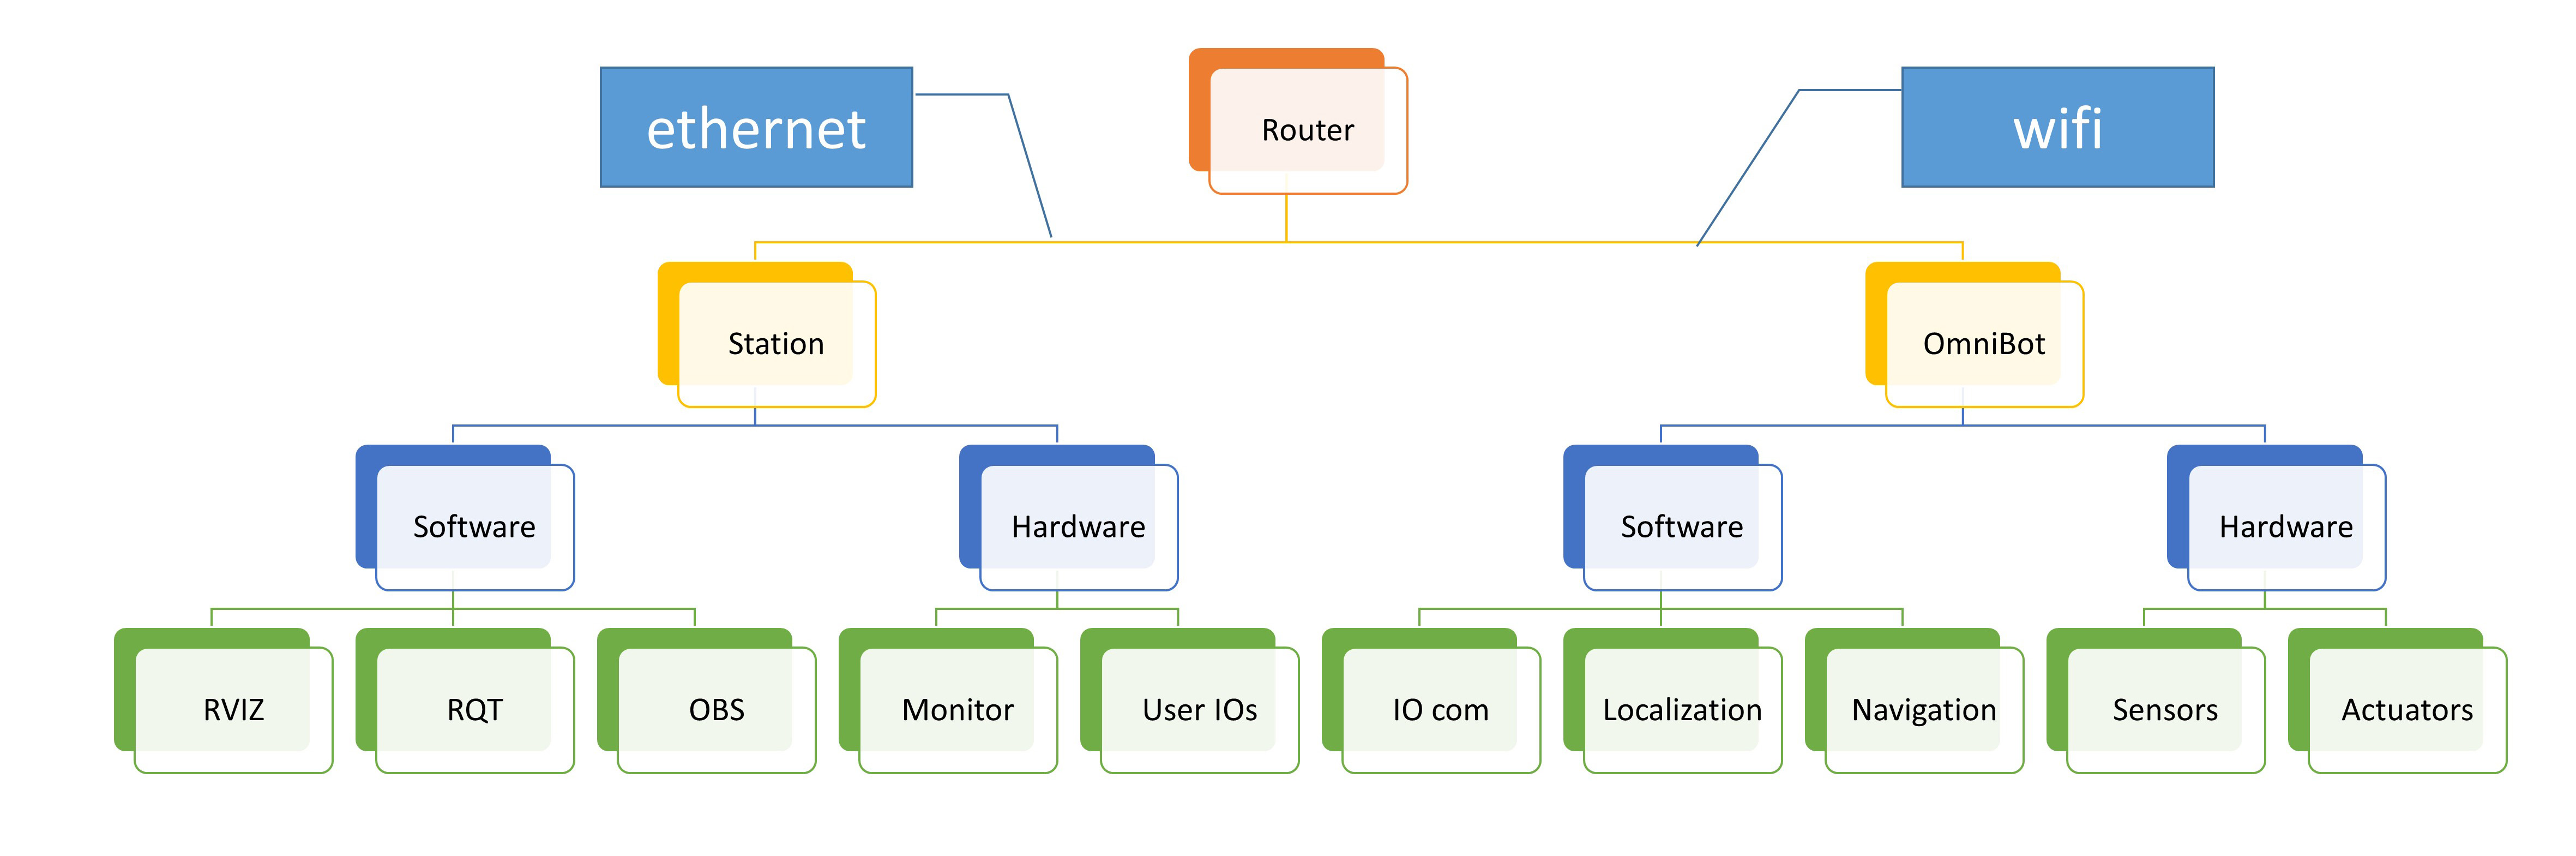 ethernet
Router
wifi
Station
OmniBot
Software
Hardware
Software
Hardware
RVIZ
RQT
OBS
Monitor
User IOs
IO com
Localization
Navigation
Sensors
Actuators